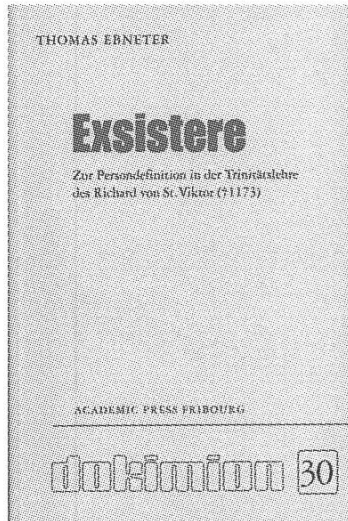 THOMAS EBNETER
Exsistere
Zur Persondefinition in der Trinitätslehre
des Richard von St. Viktor (†1173)
ACADEMIC PRESS FRIBOURG
dokimion 30